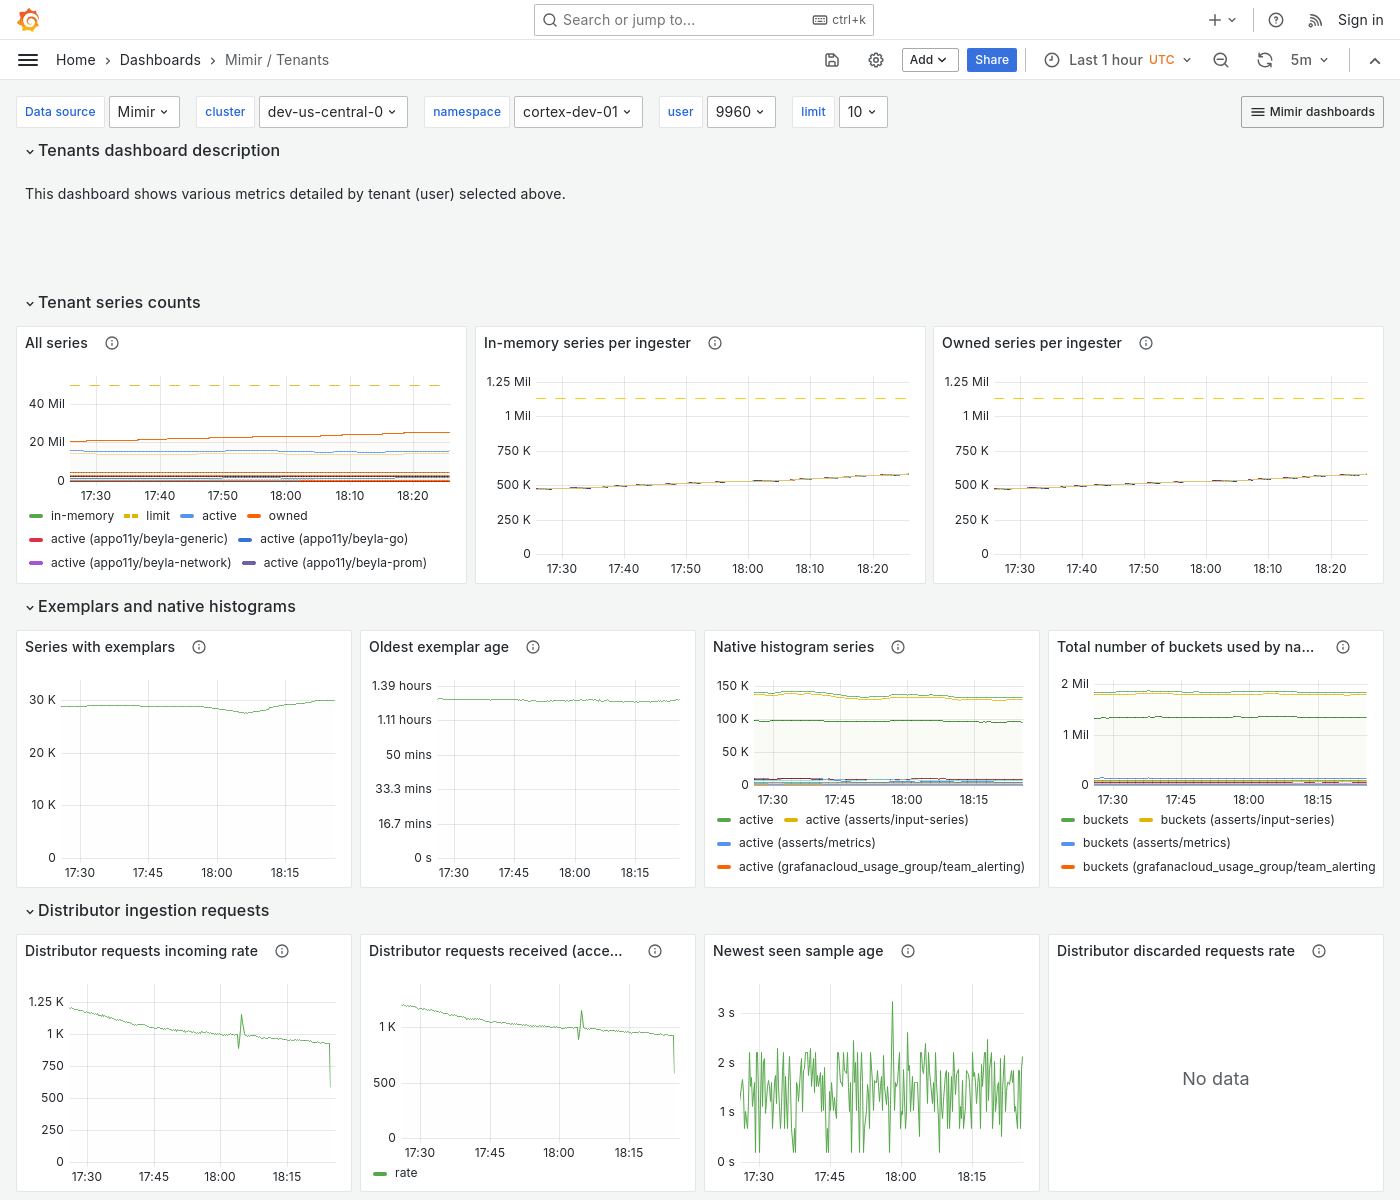 Search or jump to...
ctrl+k
Sign in
Home > Dashboards > Mimir / Tenants
Add
Share
Last 1 hour UTC
5m
Data source Mimir
cluster dev-us-central-0
namespace cortex-dev-01
user 9960
limit 10
Mimir dashboards
Tenants dashboard description
This dashboard shows various metrics detailed by tenant (user) selected above.
Tenant series counts
All series
40 Mil
20 Mil
0
17:30 17:40 17:50 18:00 18:10 18:20
in-memory limit active owned
active (appo11y/beyla-generic) active (appo11y/beyla-go)
active (appo11y/beyla-network) active (appo11y/beyla-prom)
In-memory series per ingester
1.25 Mil
1 Mil
750 K
500 K
250 K
0
17:30 17:40 17:50 18:00 18:10 18:20
Owned series per ingester
1.25 Mil
1 Mil
750 K
500 K
250 K
0
17:30 17:40 17:50 18:00 18:10 18:20
Exemplars and native histograms
Series with exemplars
30 K
20 K
10 K
0
17:30 17:45 18:00 18:15
Oldest exemplar age
1.39 hours
1.11 hours
50 mins
33.3 mins
16.7 mins
0 s
17:30 17:45 18:00 18:15
Native histogram series
150 K
100 K
50 K
0
17:30 17:45 18:00 18:15
active active (asserts/input-series)
active (asserts/metrics)
active (grafanacloud_usage_group/team_alerting)
Total number of buckets used by na...
2 Mil
1 Mil
0
17:30 17:45 18:00 18:15
buckets buckets (asserts/input-series)
buckets (asserts/metrics)
buckets (grafanacloud_usage_group/team_alerting
Distributor ingestion requests
Distributor requests incoming rate
1.25 K
1 K
750
500
250
0
17:30 17:45 18:00 18:15
Distributor requests received (acce...
1 K
500
0
17:30 17:45 18:00 18:15
rate
Newest seen sample age
3 s
2 s
1 s
0 s
17:30 17:45 18:00 18:15
Distributor discarded requests rate
No data